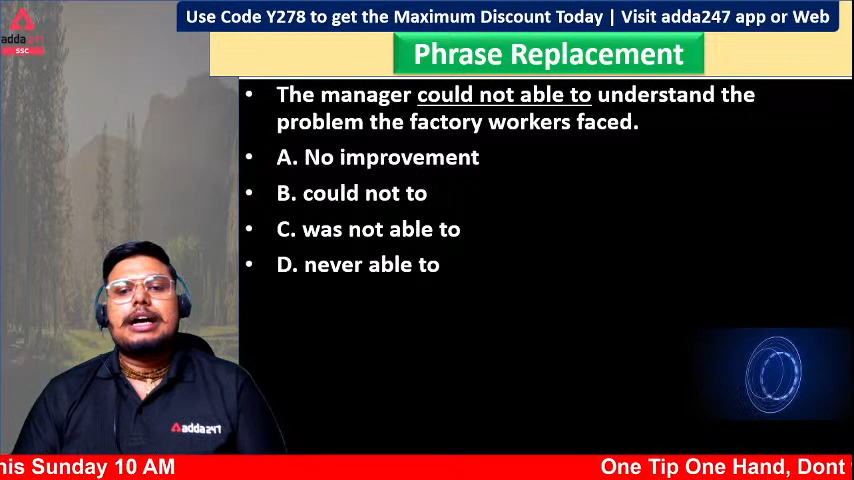 Use Code Y278 to get the Maximum Discount Today | Visit adda247 app or Web
adda247
SSC
Phrase Replacement
• The manager could not able to understand the
problem the factory workers faced.
• A. No improvement
• B. could not to
• C. was not able to
• D. never able to
adda247
his Sunday 10 AM
One Tip One Hand, Dont